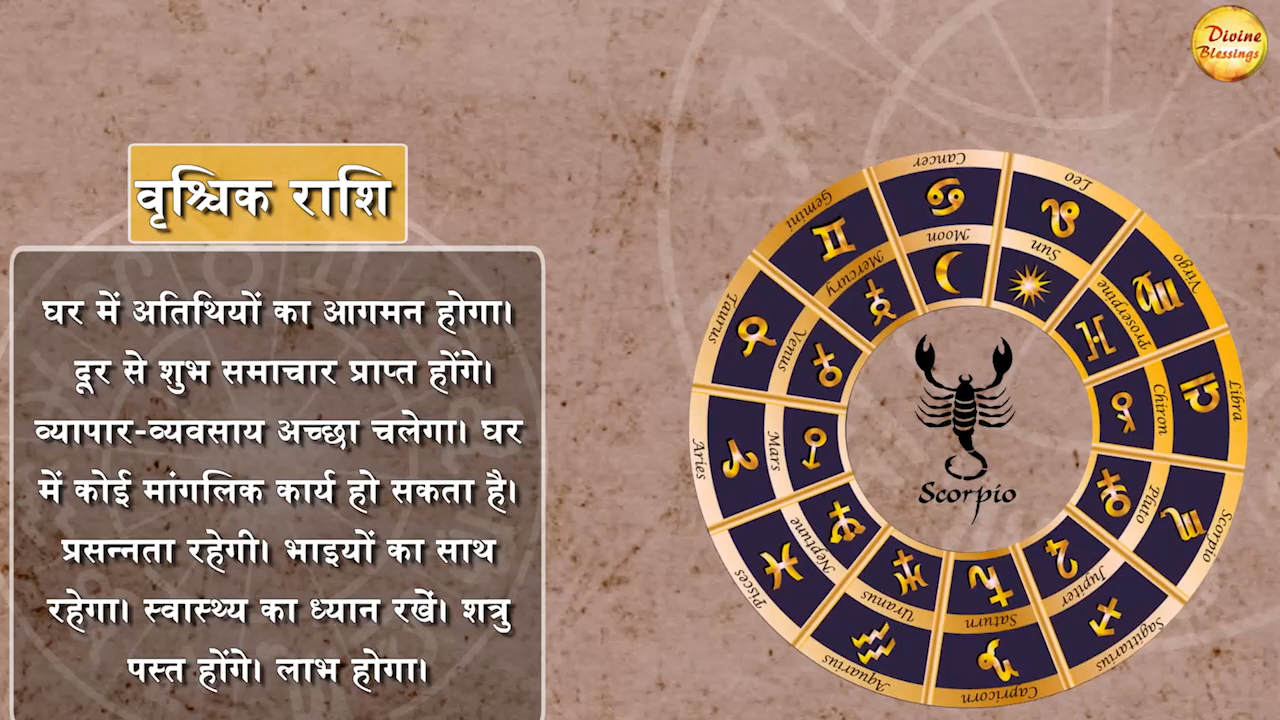 Divine
Blessings
वृश्चिक राशि
घर में अतिथियों का आगमन होगा।
दूर से शुभ समाचार प्राप्त होंगे।
व्यापार-व्यवसाय अच्छा चलेगा। घर
में कोई मांगलिक कार्य हो सकता है।
प्रसन्नता रहेगी। भाइयों का साथ
रहेगा। स्वास्थ्य का ध्यान रखें। शत्रु
पस्त होंगे। लाभ होगा।
Cancer
Leo
Virgo
Libra
Scorpio
Sagittarius
Capricorn
Aquarius
Pisces
Aries
Taurus
Gemini
Moon
Sun
Proserpine
Chiron
Pluto
Jupiter
Saturn
Uranus
Neptune
Mars
Venus
Mercury
Scorpio